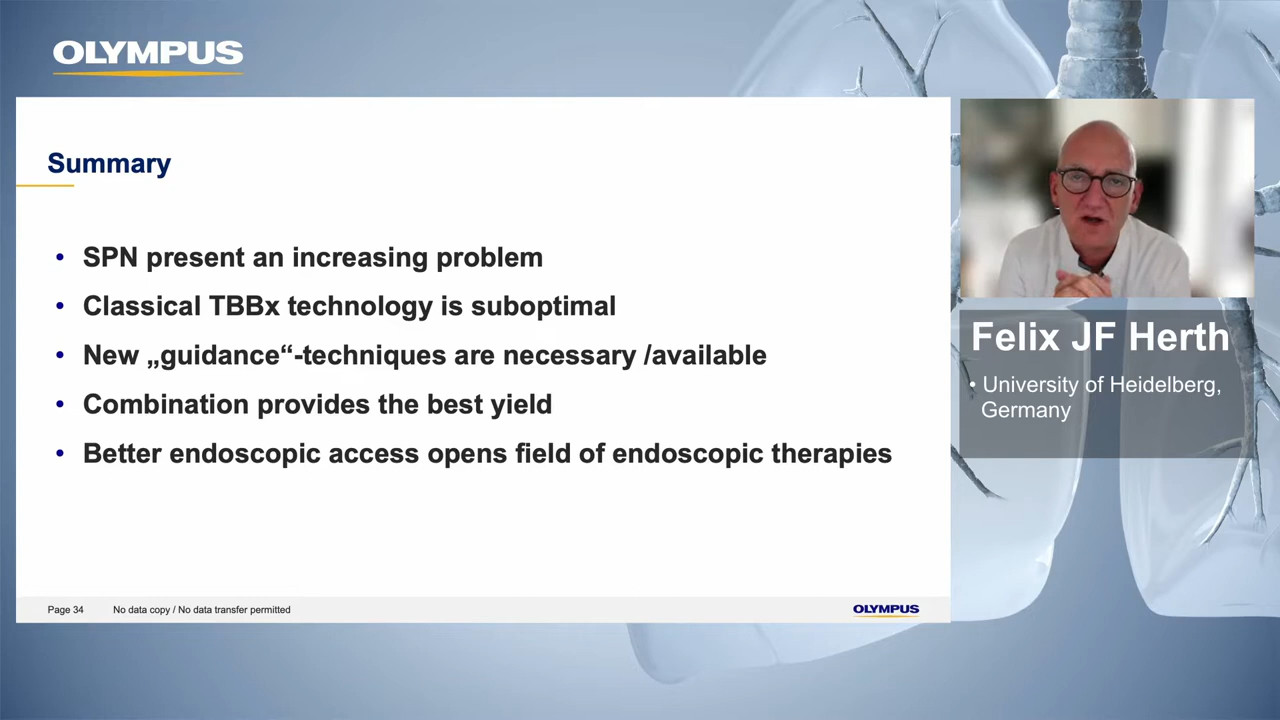 OLYMPUS
Summary
• SPN present an increasing problem
• Classical TBBx technology is suboptimal
• New „guidance“-techniques are necessary /available
• Combination provides the best yield
• Better endoscopic access opens field of endoscopic therapies
Page 34 No data copy / No data transfer permitted
OLYMPUS
Felix JF Herth
• University of Heidelberg,
Germany